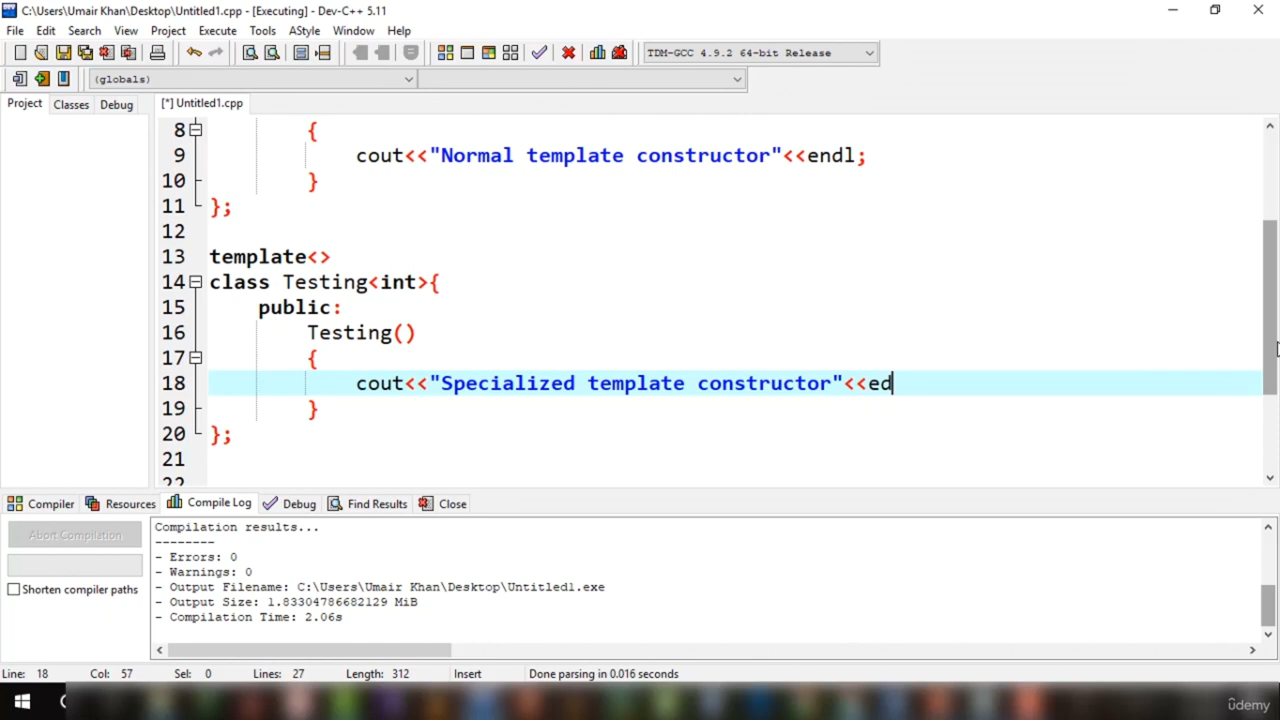 C:\Users\Umair Khan\Desktop\Untitled1.cpp - [Executing] - Dev-C++ 5.11
File Edit Search View Project Execute Tools AStyle Window Help
TDM-GCC 4.9.2 64-bit Release
(globals)
Project Classes Debug [*] Untitled1.cpp
8 {
9 cout<<"Normal template constructor"<<endl;
10 }
11 };
12
13 template<>
14 class Testing<int>{
15 public:
16 Testing()
17 {
18 cout<<"Specialized template constructor"<<ed
19 }
20 };
21
22
Compiler Resources Compile Log Debug Find Results Close
Abort Compilation
Shorten compiler paths
Compilation results...
--------
- Errors: 0
- Warnings: 0
- Output Filename: C:\Users\Umair Khan\Desktop\Untitled1.exe
- Output Size: 1.83304786682129 MiB
- Compilation Time: 2.06s
Line: 18 Col: 57 Sel: 0 Lines: 27 Length: 312 Insert Done parsing in 0.016 seconds
ûdemy